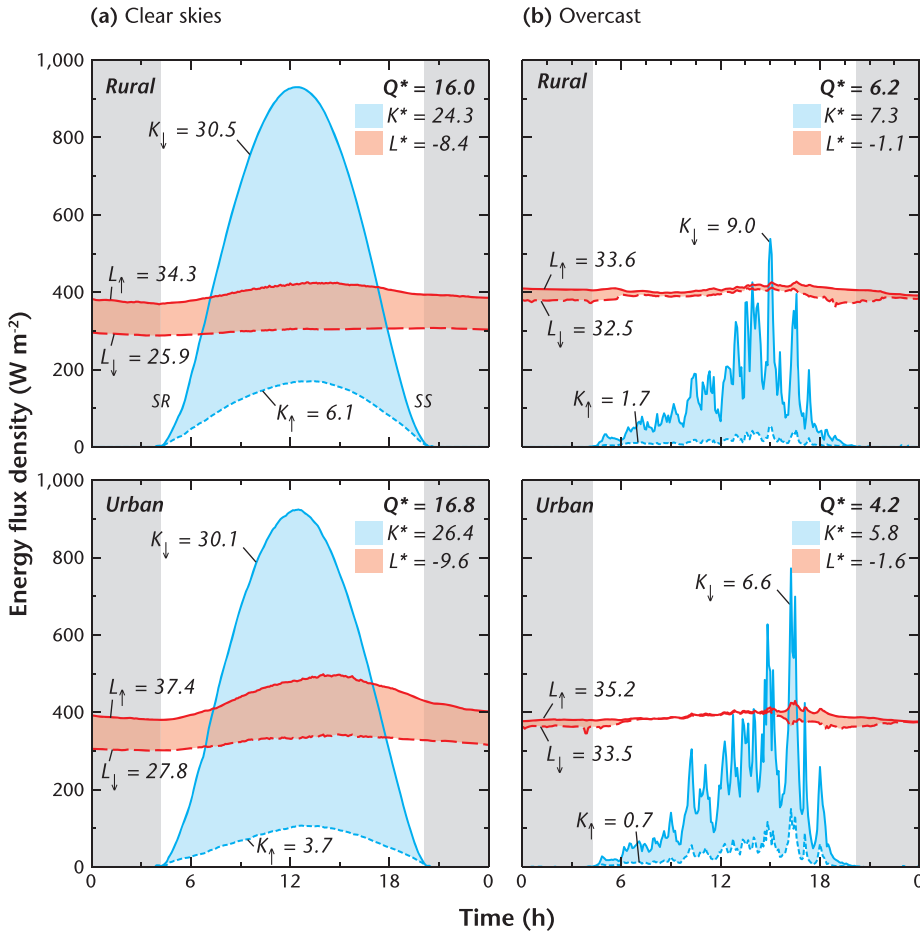 (a) Clear skies
(b) Overcast
Energy flux density (W m⁻²)
1,000
800
600
400
200
0
Rural
Q* = 16.0
K* = 24.3
L* = -8.4
K↓ = 30.5
L↑ = 34.3
L↓ = 25.9
SR
K↑ = 6.1
SS
Rural
Q* = 6.2
K* = 7.3
L* = -1.1
K↓ = 9.0
L↑ = 33.6
L↓ = 32.5
K↑ = 1.7
1,000
800
600
400
200
0
Urban
Q* = 16.8
K* = 26.4
L* = -9.6
K↓ = 30.1
L↑ = 37.4
L↓ = 27.8
K↑ = 3.7
0 6 12 18 0
Urban
Q* = 4.2
K* = 5.8
L* = -1.6
K↓ = 6.6
L↑ = 35.2
L↓ = 33.5
K↑ = 0.7
6 12 18 0
Time (h)